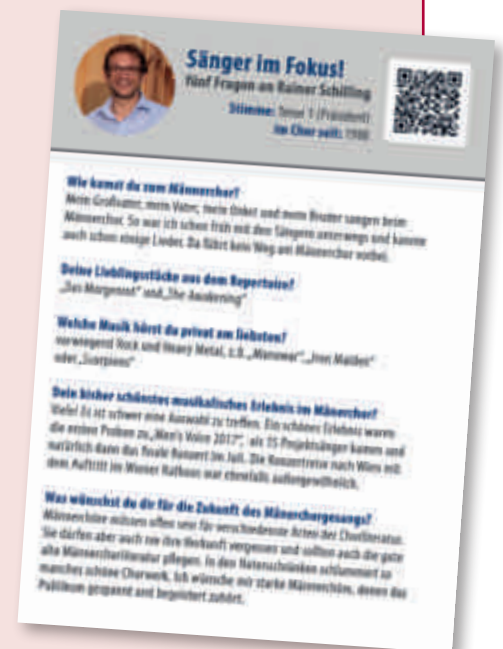 Sänger im Fokus!
Fünf Fragen an Rainer Schilling
Stimme: Tenor 1 (Präsident)
im Chor seit: 1988
Wie kamst du zum Männerchor?
Mein Grossvater, mein Vater, mein Onkel und mein Bruder sangen beim
Männerchor. So war ich schon früh mit den Sängern unterwegs und kannte
auch schon einige Lieder. Da führt kein Weg am Männerchor vorbei.
Deine Lieblingsstücke aus dem Repertoire?
„Das Morgenrot" und „The Awakening"
Welche Musik hörst du privat am liebsten?
vorwiegend Rock und Heavy Metal, z.B. „Manowar", „Iron Maiden"
oder „Scorpions"
Dein bisher schönstes musikalisches Erlebnis im Männerchor?
Viele! Es ist schwer eine Auswahl zu treffen. Ein schönes Erlebnis waren
die ersten Proben zu „Men's Voice 2017", als 15 Projektsänger kamen und
natürlich dann das finale Konzert im Juli. Die Konzertreise nach Wien mit
dem Auftritt im Wiener Rathaus war ebenfalls aussergewöhnlich.
Was wünschst du dir für die Zukunft des Männerchorgesangs?
Männerchöre müssen offen sein für verschiedenste Arten der Chorliteratur.
Sie dürfen aber auch nie ihre Herkunft vergessen und sollten auch die gute
alte Männerchorliteratur pflegen. In den Notenschränken schlummert so
manches schöne Chorwerk. Ich wünsche mir starke Männerchöre, denen das
Publikum gespannt und begeistert zuhört.